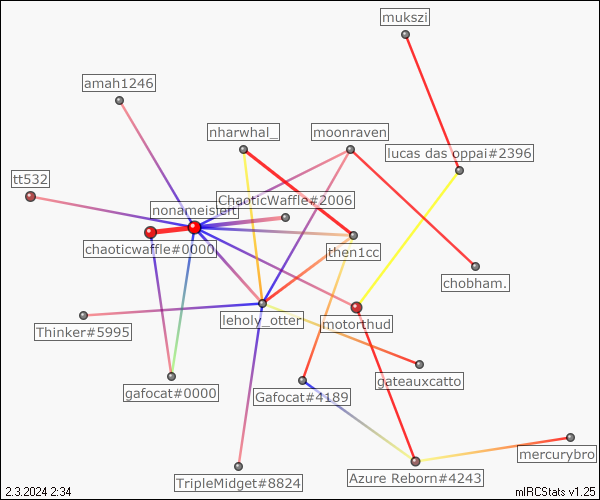 mukszi
amah1246
nharwhal_
moonraven
lucas das oppai#2396
tt532
ChaoticWaffle#2006
nonameisleft
chaoticwaffle#0000
then1cc
chobham.
leholy_otter
motorthud
Thinker#5995
gateauxcatto
gafocat#0000
Gafocat#4189
mercurybro
TripleMidget#8824
Azure Reborn#4243
2.3.2024 2:34
mIRCStats v1.25